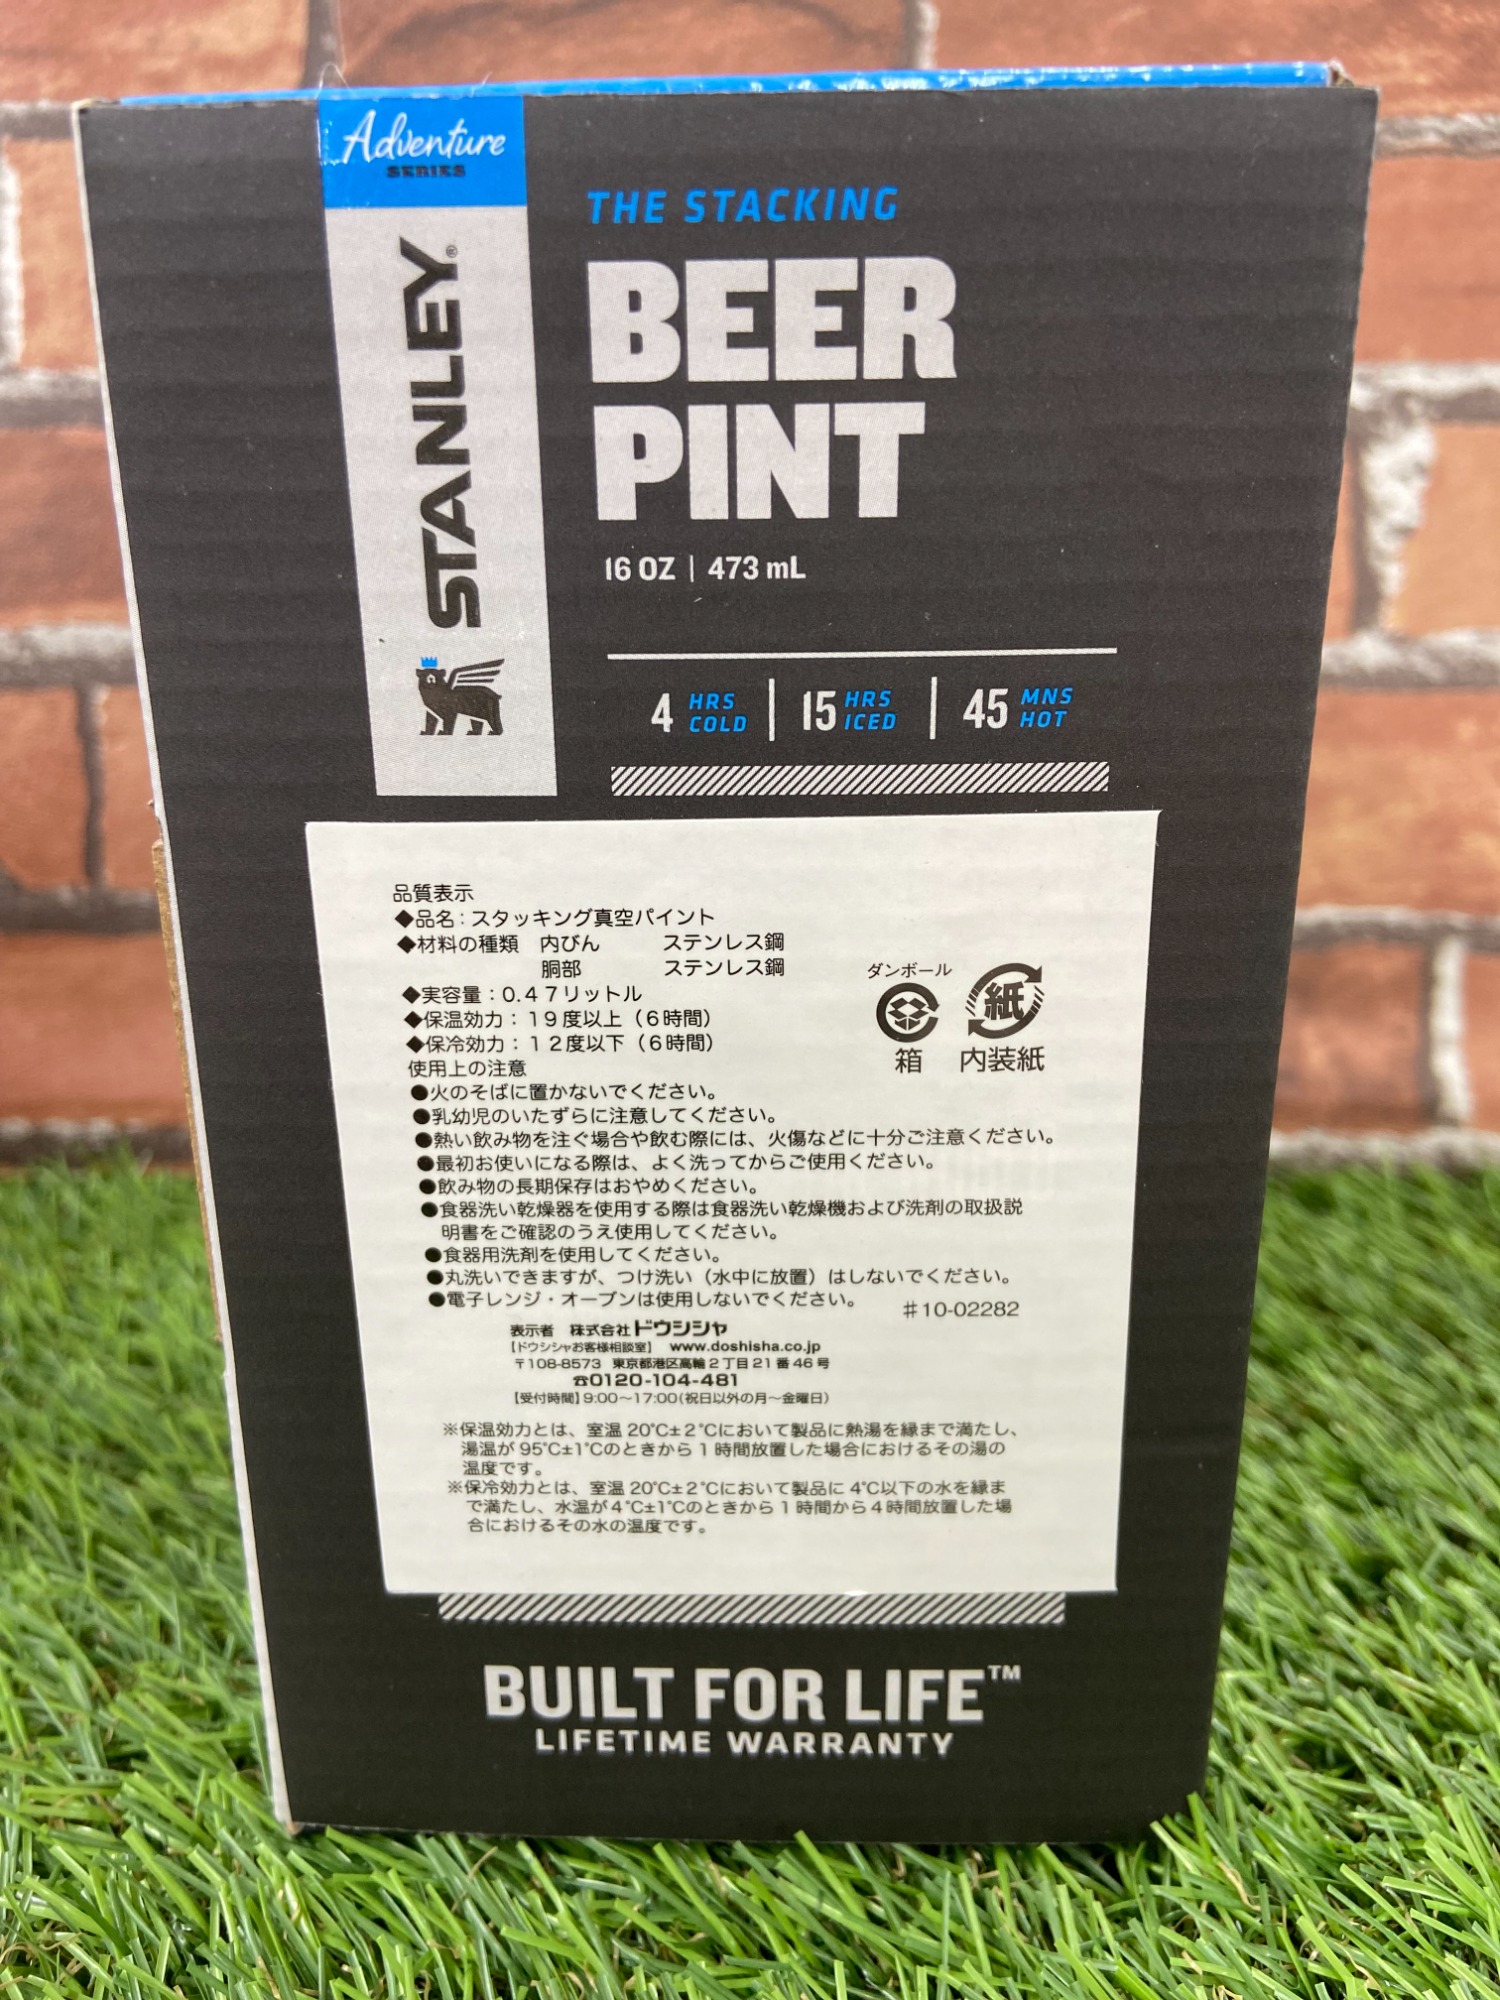 Adventure
SERIES
STANLEY®
THE STACKING
BEER
PINT
16 OZ | 473 mL
4 HRS COLD | 15 HRS ICED | 45 MNS HOT
品質表示
◆品名：スタッキング真空パイント
◆材料の種類 内びん ステンレス鋼
胴部 ステンレス鋼
◆実容量：0.47リットル
◆保温効力：19度以上（6時間）
◆保冷効力：12度以下（6時間）
ダンボール
紙
箱 内装紙
使用上の注意
●火のそばに置かないでください。
●乳幼児のいたずらに注意してください。
●熱い飲み物を注ぐ場合や飲む際には、火傷などに十分ご注意ください。
●最初お使いになる際は、よく洗ってからご使用ください。
●飲み物の長期保存はおやめください。
●食器洗い乾燥器を使用する際は食器洗い乾燥機および洗剤の取扱説
明書をご確認のうえ使用してください。
●食器用洗剤を使用してください。
●丸洗いできますが、つけ洗い（水中に放置）はしないでください。
●電子レンジ・オーブンは使用しないでください。
#10-02282
表示者 株式会社ドウシシャ
【ドウシシャお客様相談室】 www.doshisha.co.jp
〒108-8573 東京都港区高輪2丁目21番46号
☎0120-104-481
【受付時間】9:00〜17:00(祝日以外の月〜金曜日)
※保温効力とは、室温20℃±2℃において製品に熱湯を縁まで満たし、
湯温が95℃±1℃のときから1時間放置した場合におけるその湯の
温度です。
※保冷効力とは、室温20℃±2℃において製品に4℃以下の水を縁ま
で満たし、水温が4℃±1℃のときから1時間から4時間放置した場
合におけるその水の温度です。
BUILT FOR LIFE™
LIFETIME WARRANTY